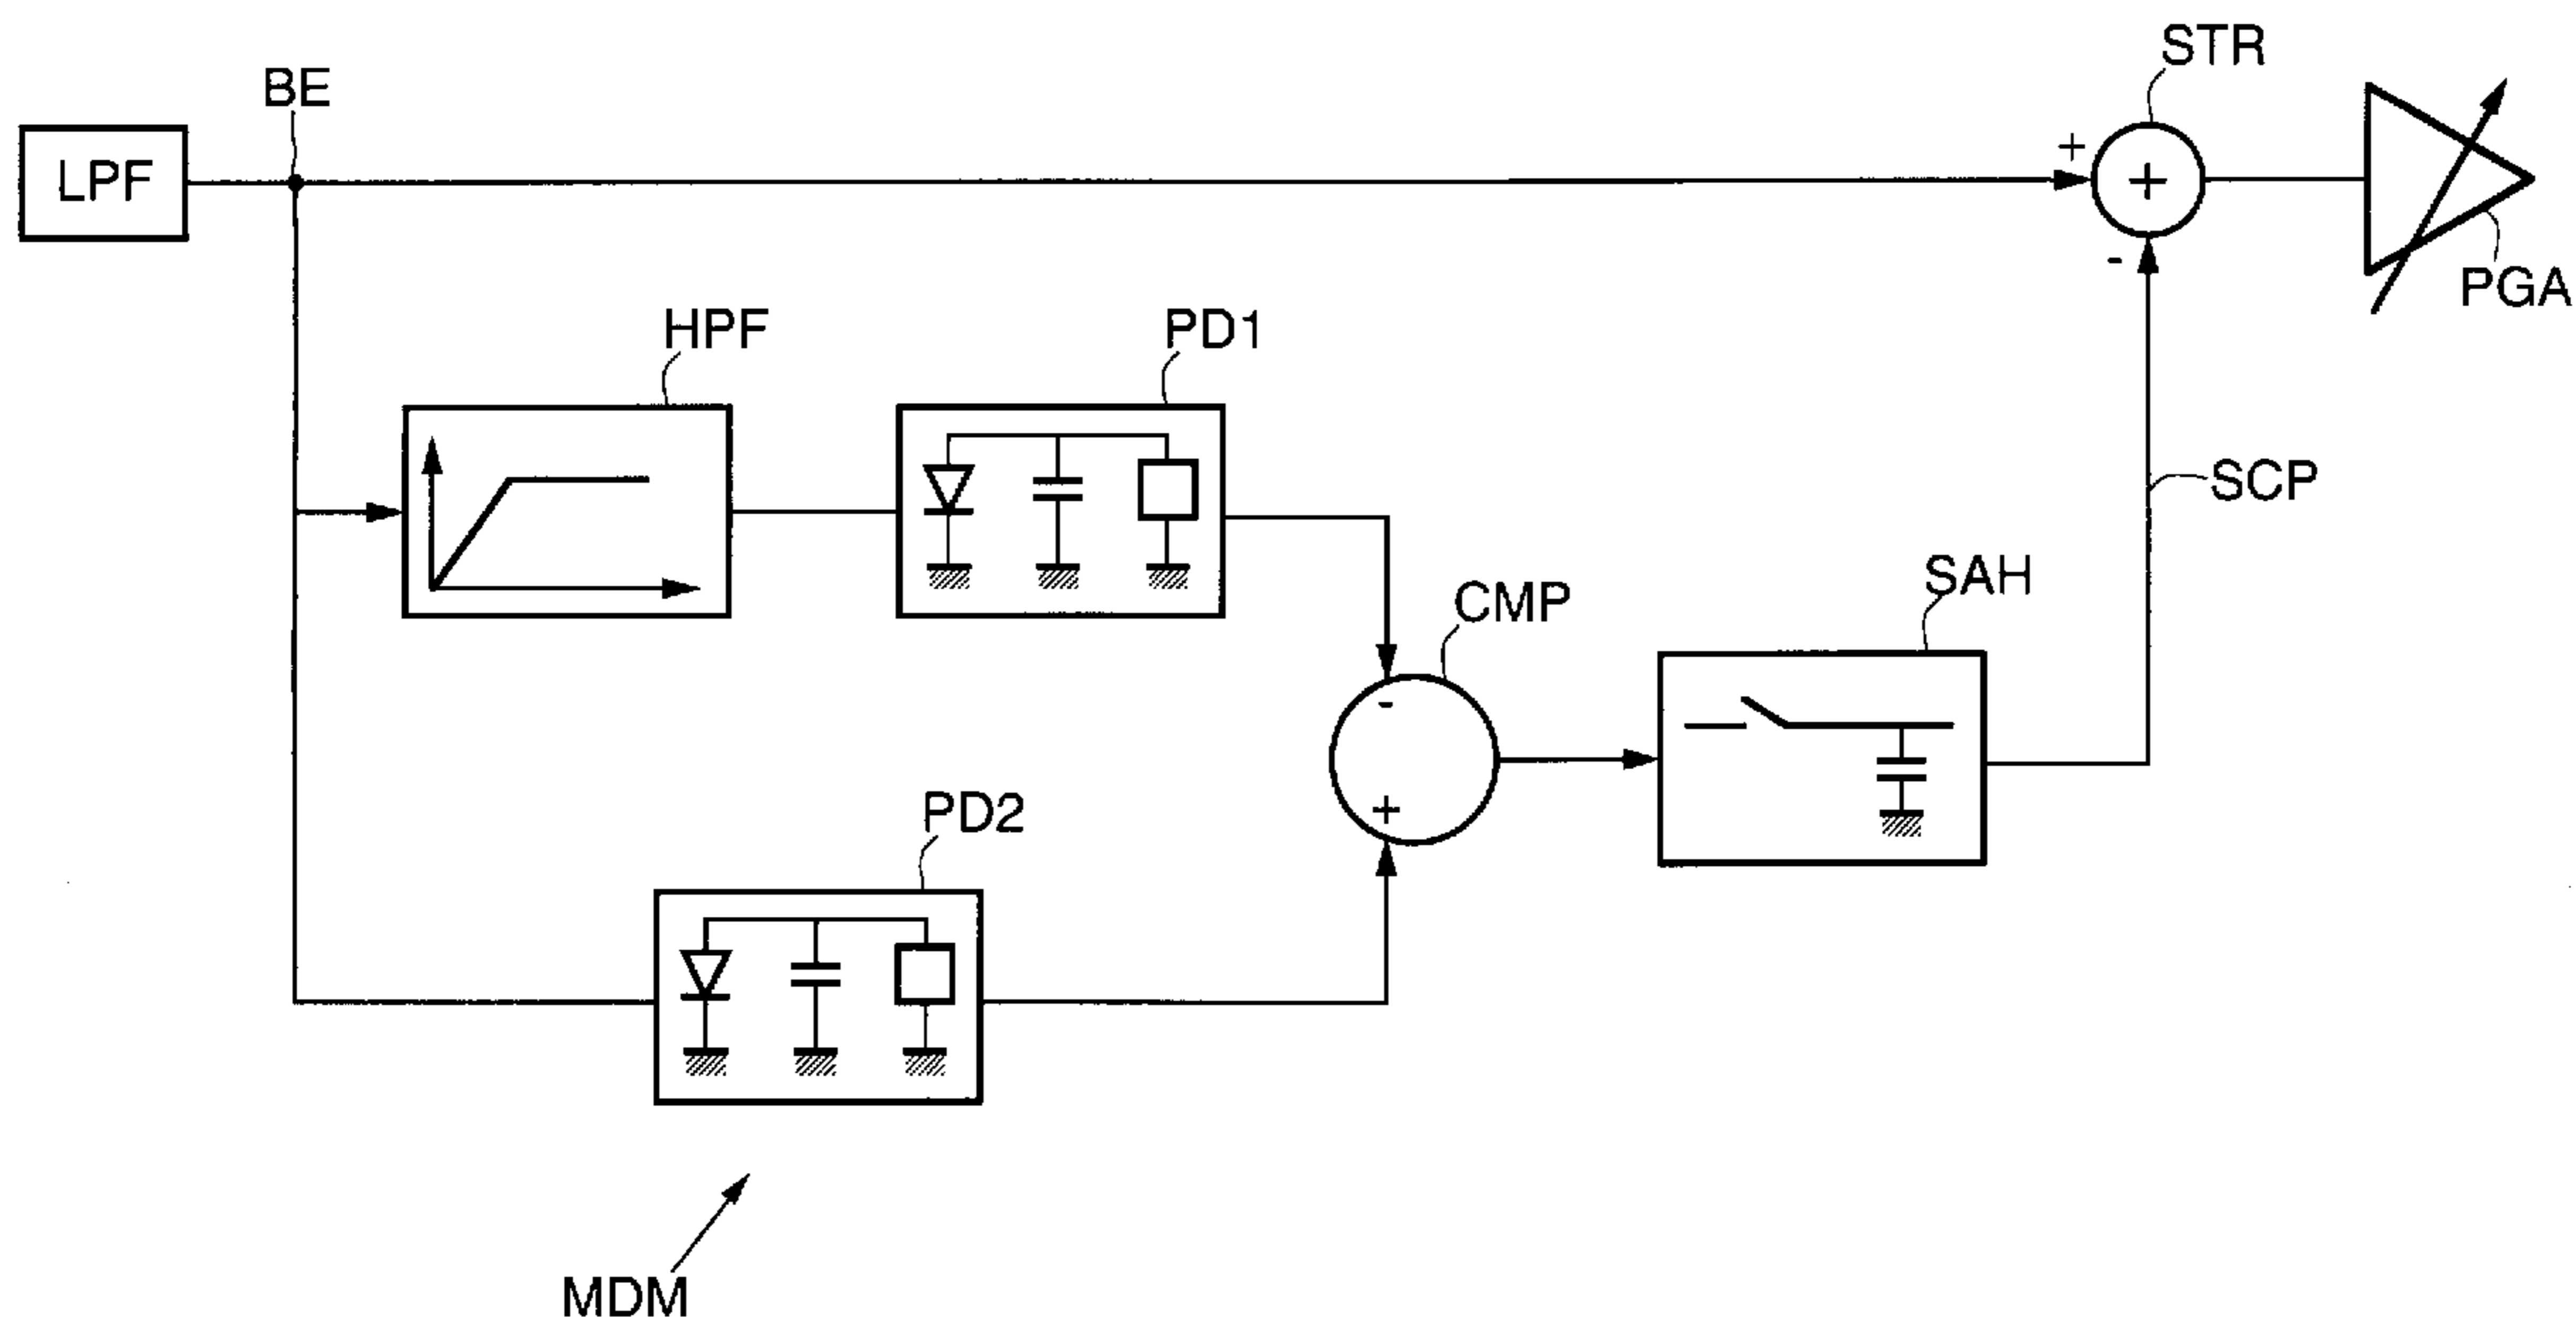 STR
BE
LPF
+
+
-
PGA
HPF
PD1
SCP
SAH
CMP
-
PD2
+
MDM